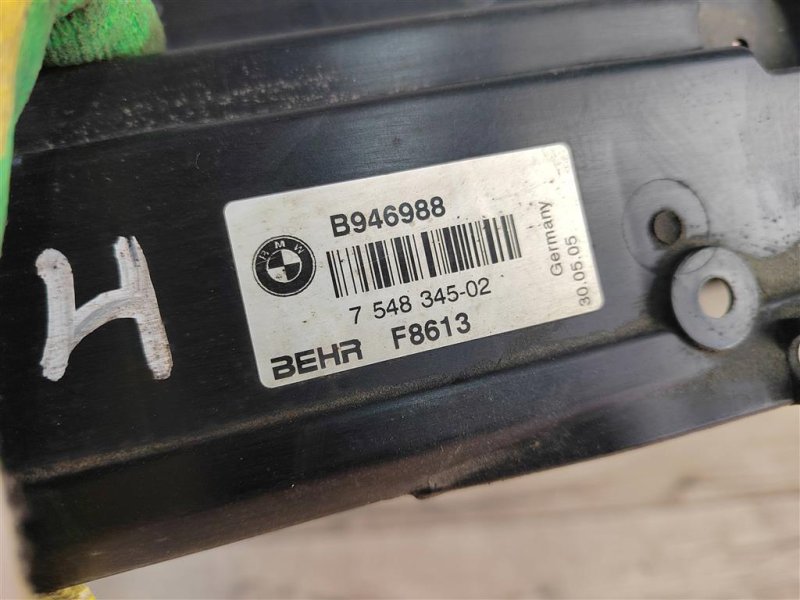 B946988
BMW
7 548 345-02
BEHR F8613
Germany
30.05.05
H